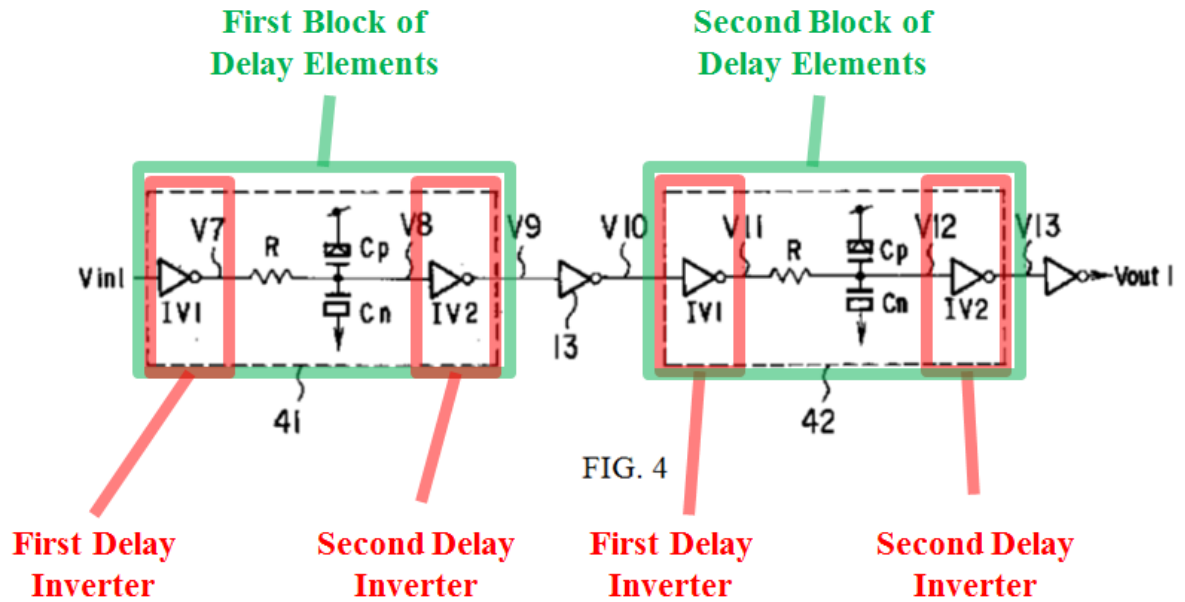 First Block of
Delay Elements
Second Block of
Delay Elements
Vin1
IV1
V7
R
Cp
Cn
V8
IV2
V9
13
V10
IV1
V11
R
Cp
Cn
V12
IV2
V13
Vout 1
41
42
FIG. 4
First Delay
Inverter
Second Delay
Inverter
First Delay
Inverter
Second Delay
Inverter